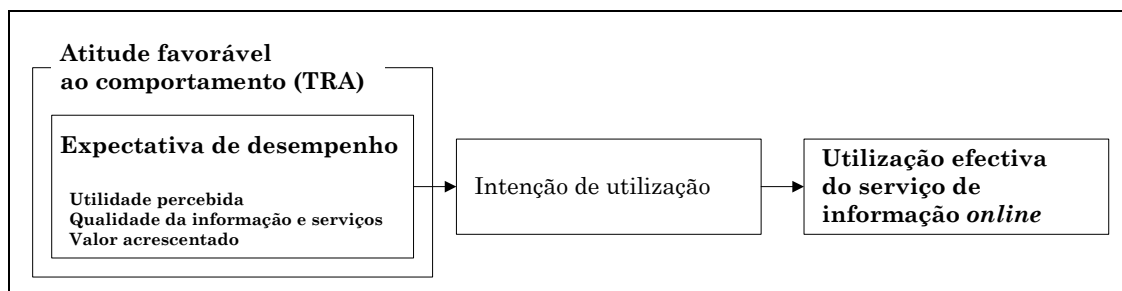 Atitude favorável
ao comportamento (TRA)
Expectativa de desempenho
Utilidade percebida
Qualidade da informação e serviços
Valor acrescentado
Intenção de utilização
Utilização efectiva
do serviço de
informação online